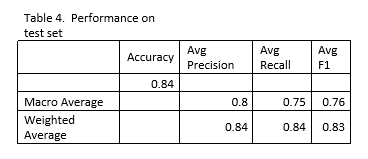 Table 4. Performance on
test set
Accuracy Avg Precision Avg Recall Avg F1
0.84
Macro Average 0.8 0.75 0.76
Weighted Average 0.84 0.84 0.83